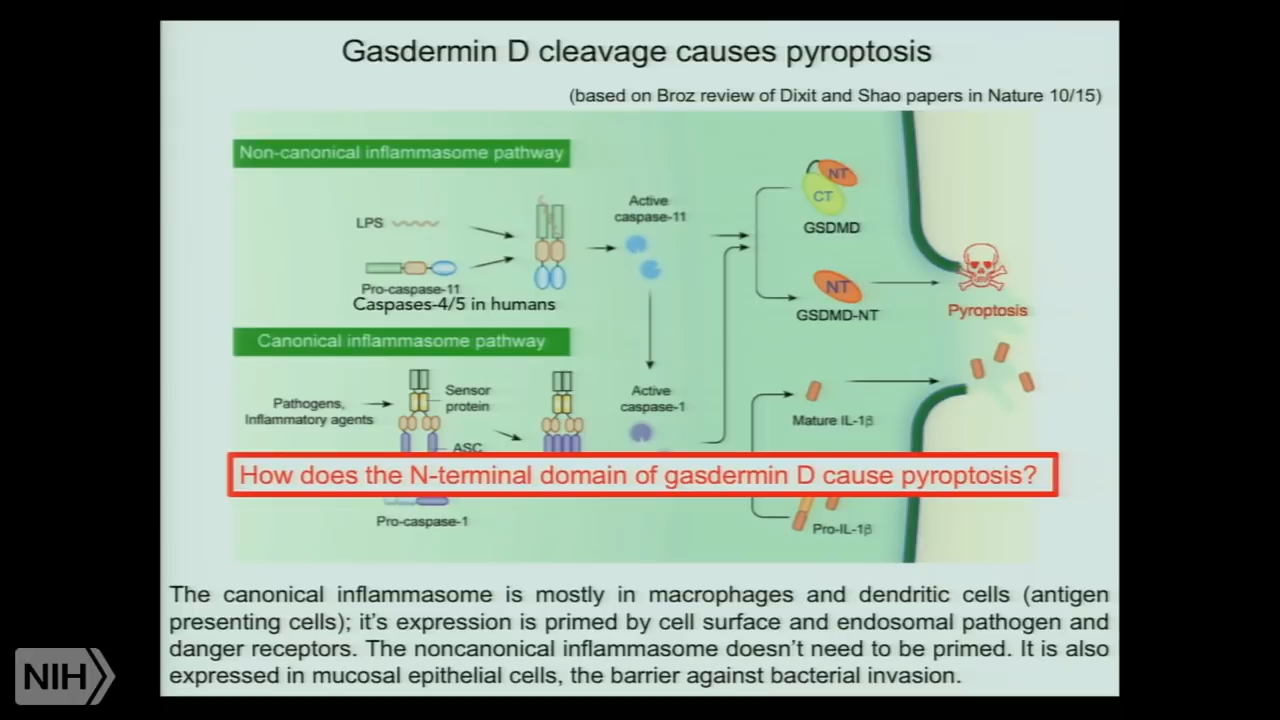 Gasdermin D cleavage causes pyroptosis
(based on Broz review of Dixit and Shao papers in Nature 10/15)
Non-canonical inflammasome pathway
LPS
Pro-caspase-11
Caspases-4/5 in humans
Active
caspase-11
NT
CT
GSDMD
NT
GSDMD-NT
Pyroptosis
Canonical inflammasome pathway
Pathogens,
Inflammatory agents
Sensor
protein
ASC
Active
caspase-1
Mature IL-1β
How does the N-terminal domain of gasdermin D cause pyroptosis?
Pro-caspase-1
Pro-IL-1β
The canonical inflammasome is mostly in macrophages and dendritic cells (antigen
presenting cells); it's expression is primed by cell surface and endosomal pathogen and
danger receptors. The noncanonical inflammasome doesn't need to be primed. It is also
expressed in mucosal epithelial cells, the barrier against bacterial invasion.
NIH